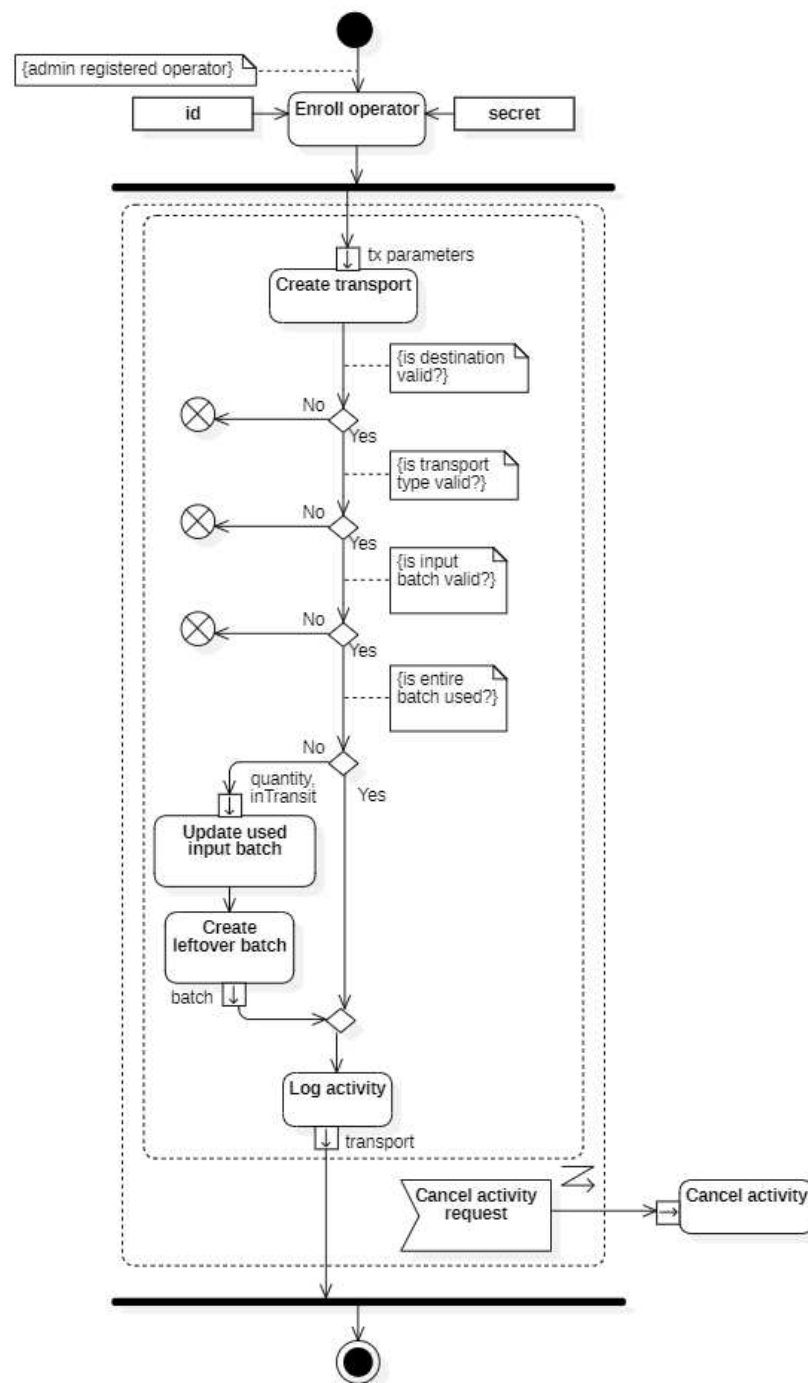 {admin registered operator}
id
Enroll operator
secret
tx parameters
Create transport
{is destination
valid?}
No
Yes
{is transport
type valid?}
No
Yes
{is input
batch valid?}
No
Yes
{is entire
batch used?}
No
quantity,
inTransit
Yes
Update used
input batch
Create
leftover batch
batch
Log activity
transport
Cancel activity
request
Cancel activity